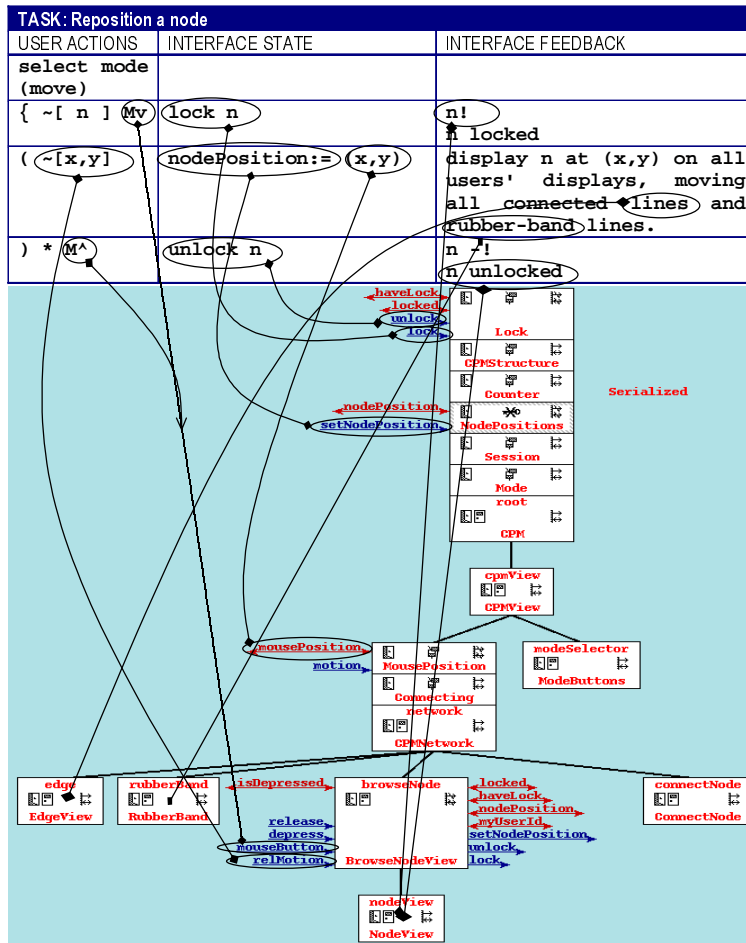 TASK: Reposition a node
USER ACTIONS INTERFACE STATE INTERFACE FEEDBACK
select mode
(move)
{ ~[ n ] Mv lock n n!
n locked
( ~[x,y] nodePosition:= (x,y) display n at (x,y) on all
users' displays, moving
all connected lines and
rubber-band lines.
) * M^ unlock n n -!
n unlocked
haveLock
locked
unlock
lock Lock
CPMStructure
Counter
Serialized
nodePosition
setNodePosition NodePositions
Session
Mode
root
CPM
cpmView
CPMView
mousePosition modeSelector
motion MousePosition ModeButtons
Connecting
network
CPMNetwork
edge rubberBand isDepressed browseNode locked connectNode
haveLock
nodePosition
EdgeView RubberBand release myUserId ConnectNode
depress setNodePosition
mouseButton unlock
relMotion BrowseNodeView lock
nodeView
NodeView